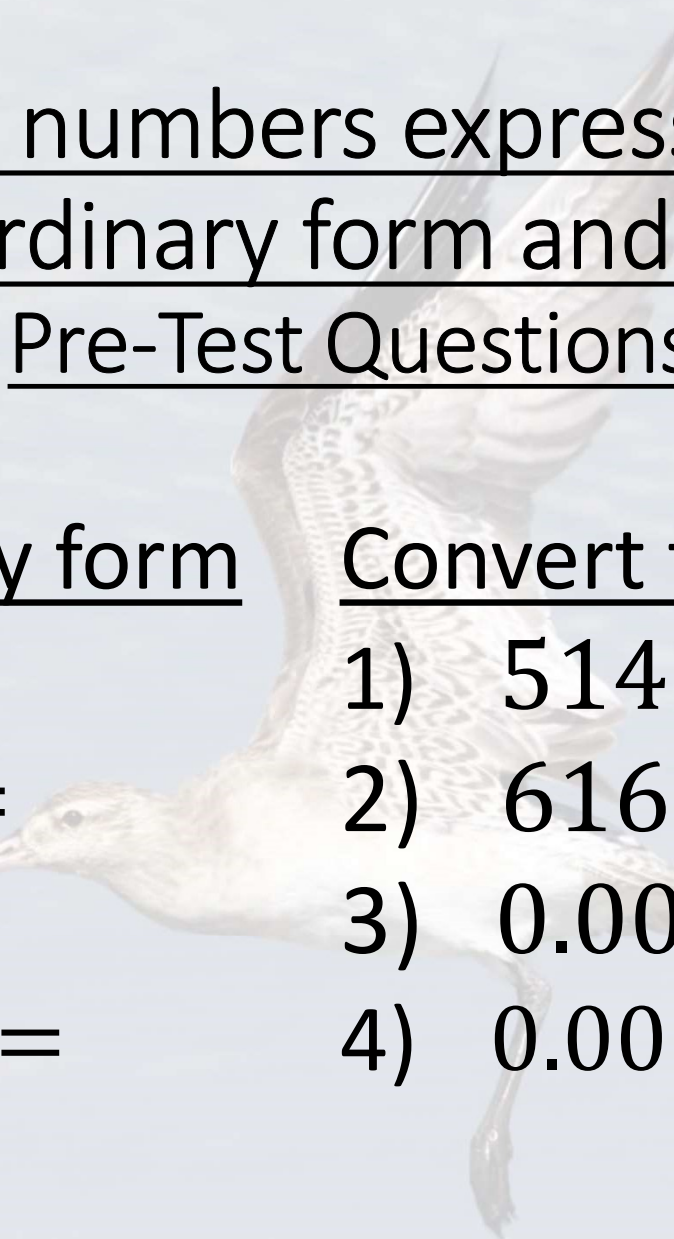 numbers express
rdinary form and
Pre-Test Questions
y form Convert
1) 514
= 2) 616
3) 0.00
= 4) 0.00